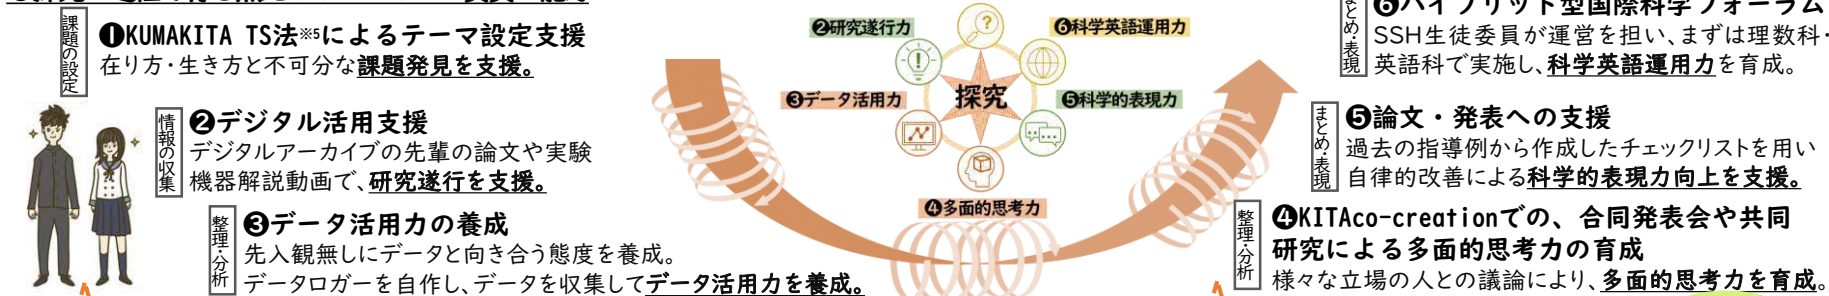 課題の設定
❶KUMAKITA TS法※5によるテーマ設定支援
在り方・生き方と不可分な課題発見を支援。
情報の収集
❷デジタル活用支援
デジタルアーカイブの先輩の論文や実験
機器解説動画で、研究遂行を支援。
整理・分析
❸データ活用力の養成
先入観無しにデータと向き合う態度を養成。
データロガーを自作し、データを収集してデータ活用力を養成。
❷研究遂行力
❻科学英語運用力
❸データ活用力
探究
❺科学的表現力
❹多面的思考力
まとめ・表現
❻ハイブリッド型国際科学フォーラム
SSH生徒委員が運営を担い、まずは理数科・
英語科で実施し、科学英語運用力を育成。
まとめ・表現
❺論文・発表への支援
過去の指導例から作成したチェックリストを用い
自律的改善による科学的表現力向上を支援。
整理・分析
❹KITAco-creationでの、合同発表会や共同
研究による多面的思考力の育成
様々な立場の人との議論により、多面的思考力を育成。